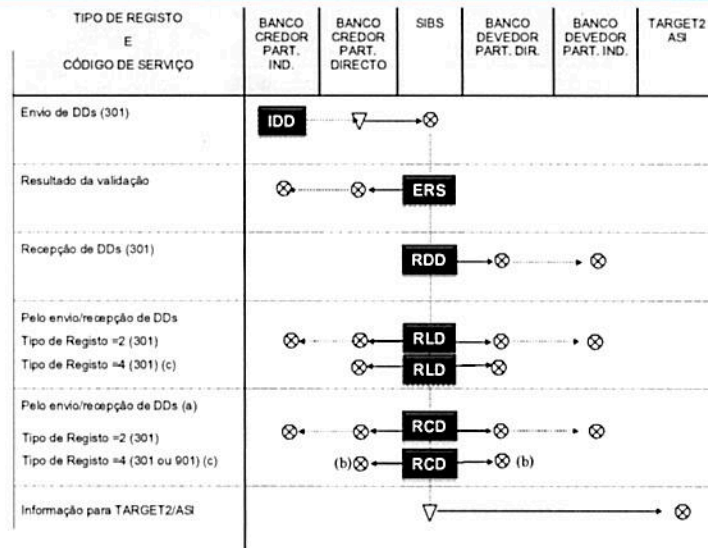 TIPO DE REGISTO
E
CÓDIGO DE SERVIÇO
BANCO
CREDOR
PART.
IND.
BANCO
CREDOR
PART.
DIRECTO
SIBS
BANCO
DEVEDOR
PART. DIR.
BANCO
DEVEDOR
PART. IND.
TARGET2
ASI
Envio de DDs (301)
IDD
Resultado da validação
ERS
Recepção de DDs (301)
RDD
Pelo envio/recepção de DDs
Tipo de Registo =2 (301)
RLD
Tipo de Registo =4 (301) (c)
RLD
Pelo envio/recepção de DDs (a)
Tipo de Registo =2 (301)
RCD
Tipo de Registo =4 (301 ou 901) (c)
(b)
RCD
(b)
Informação para TARGET2/ASI